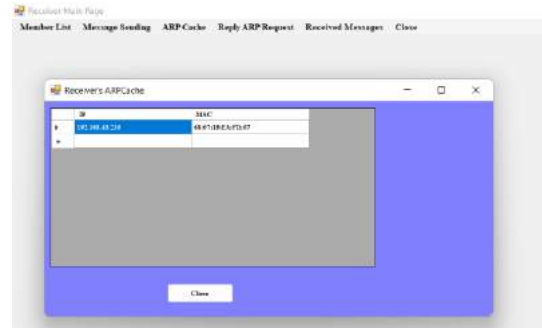 Receiver Main Page
Member List Message Sending ARP Cache Reply ARP Request Received Messages Close
Receiver's ARPCache
IP MAC
Close